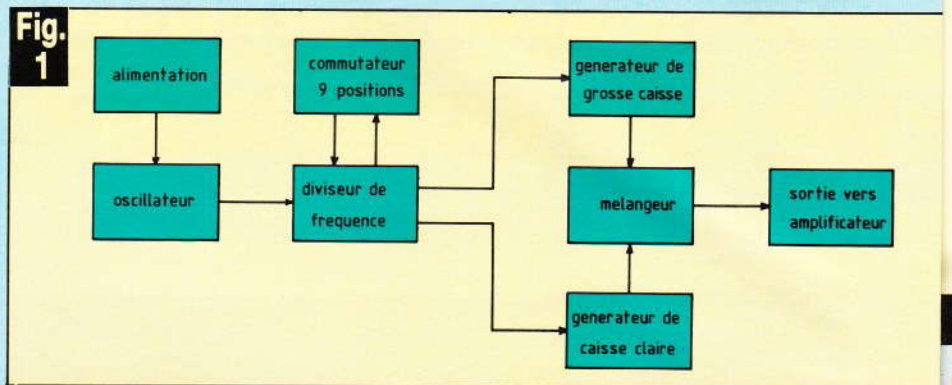 Fig.
1
alimentation
commutateur
9 positions
generateur de
grosse caisse
oscillateur
diviseur de
frequence
melangeur
sortie vers
amplificateur
generateur de
caisse claire